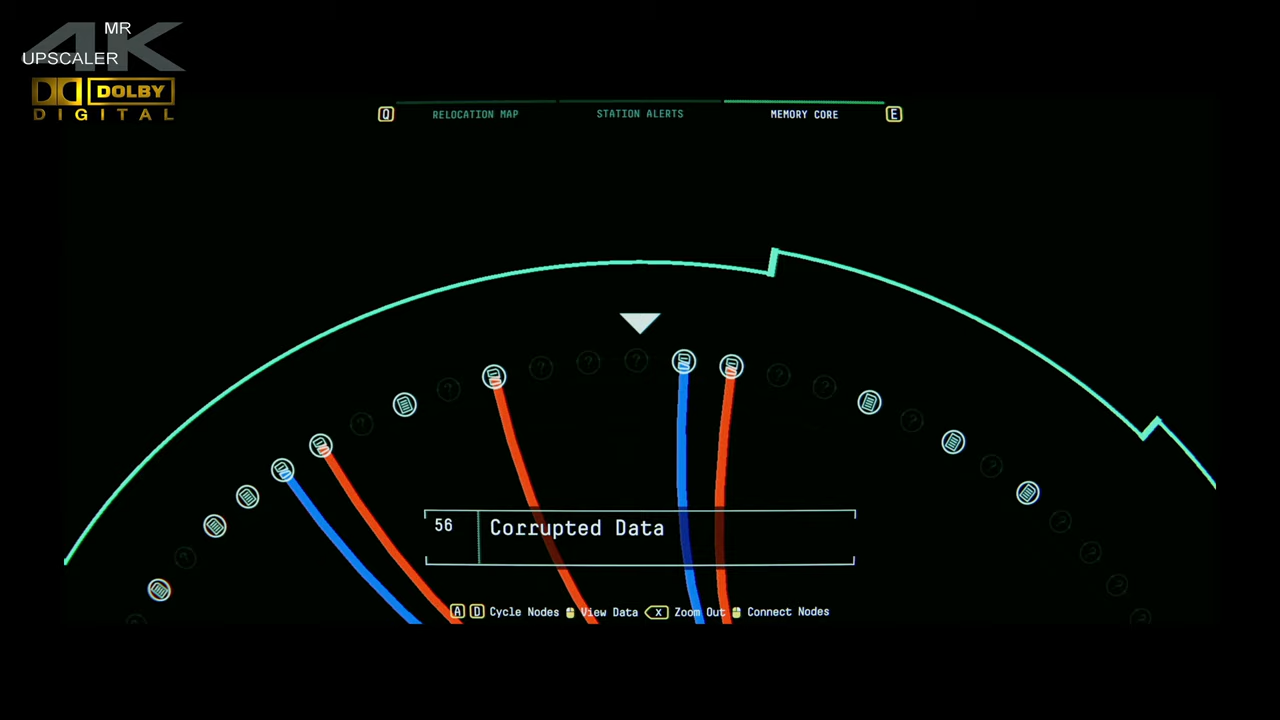 4K
MR
UPSCALER
DOLBY
DIGITAL
Q
RELOCATION MAP
STATION ALERTS
MEMORY CORE
E
56
Corrupted Data
A D Cycle Nodes View Data X Zoom Out Connect Nodes